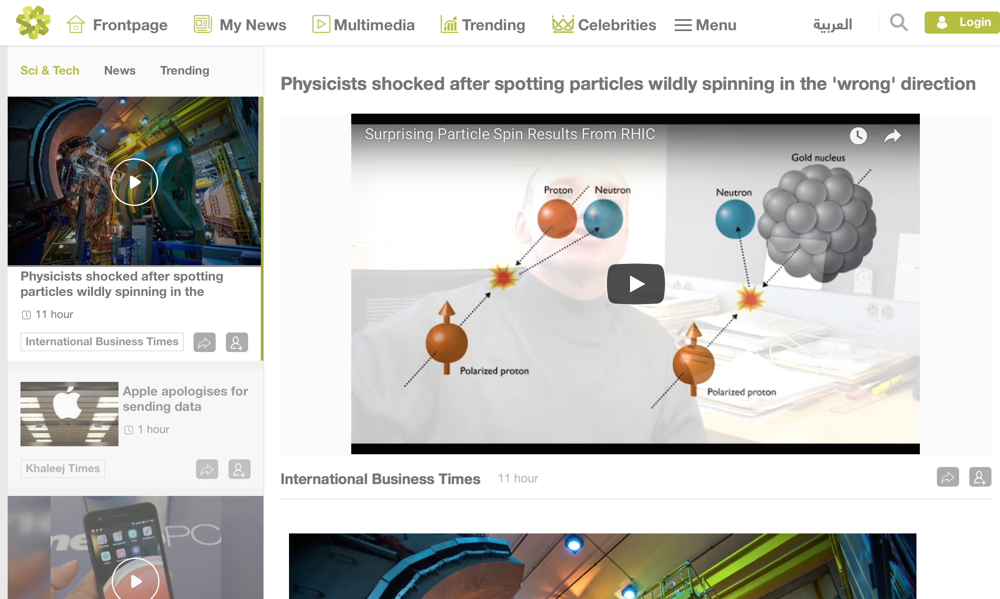 Frontpage
My News
Multimedia
Trending
Celebrities
Menu
العربية
Login
Sci & Tech
News
Trending
Physicists shocked after spotting
particles wildly spinning in the
11 hour
International Business Times
Apple apologises for
sending data
1 hour
Khaleej Times
PC
Physicists shocked after spotting particles wildly spinning in the 'wrong' direction
Surprising Particle Spin Results From RHIC
Gold nucleus
Proton
Neutron
Neutron
Polarized proton
Polarized proton
International Business Times
11 hour